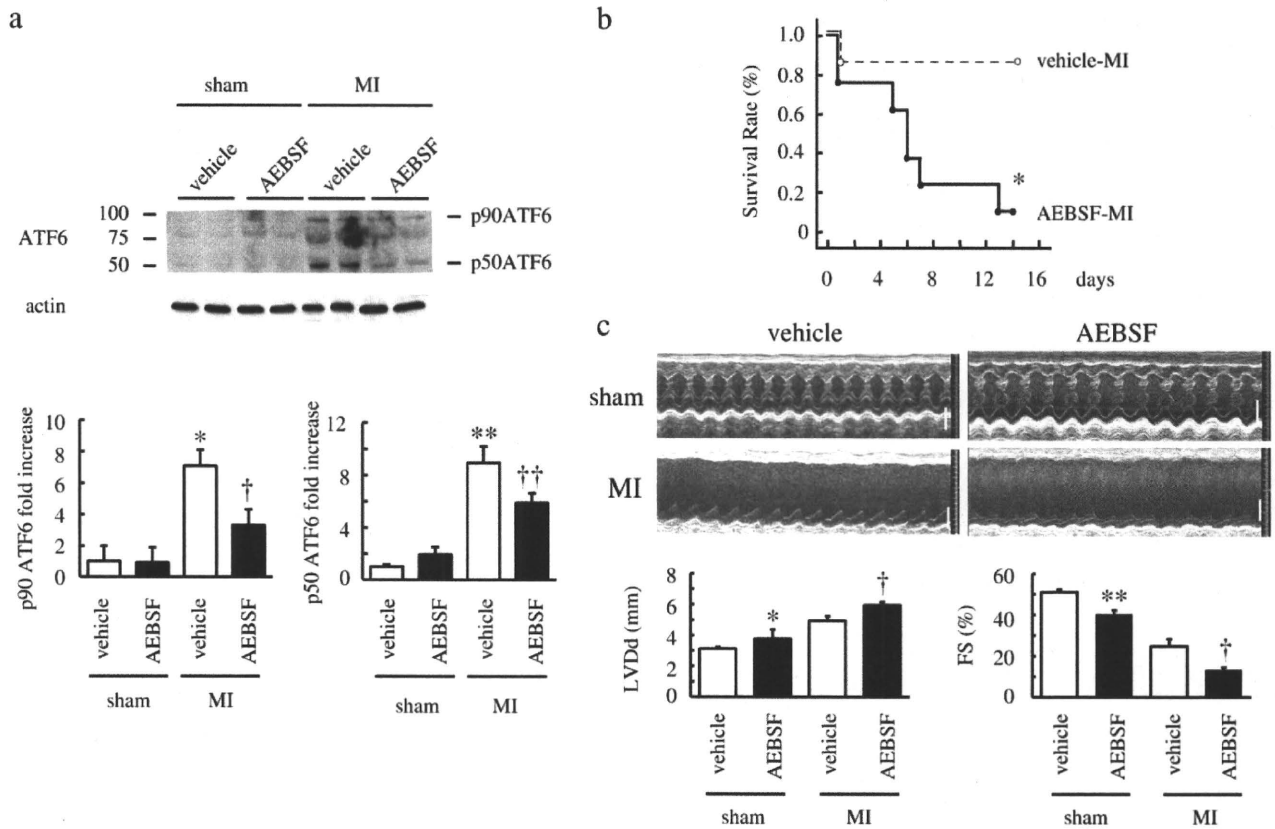 a
sham MI
vehicle AEBSF vehicle AEBSF
100
75
50
ATF6
p90ATF6
p50ATF6
actin
p90 ATF6 fold increase
10
8
6
4
2
0
*
†
vehicle AEBSF vehicle AEBSF
sham MI
p50 ATF6 fold increase
12
8
4
0
**
††
vehicle AEBSF vehicle AEBSF
sham MI
b
Survival Rate (%)
1.0
0.8
0.6
0.4
0.2
0
vehicle-MI
*
AEBSF-MI
0 4 8 12 16 days
c
vehicle AEBSF
sham
MI
LVDd (mm)
8
6
4
2
0
*
†
vehicle AEBSF vehicle AEBSF
sham MI
FS (%)
60
40
20
0
**
†
vehicle AEBSF vehicle AEBSF
sham MI